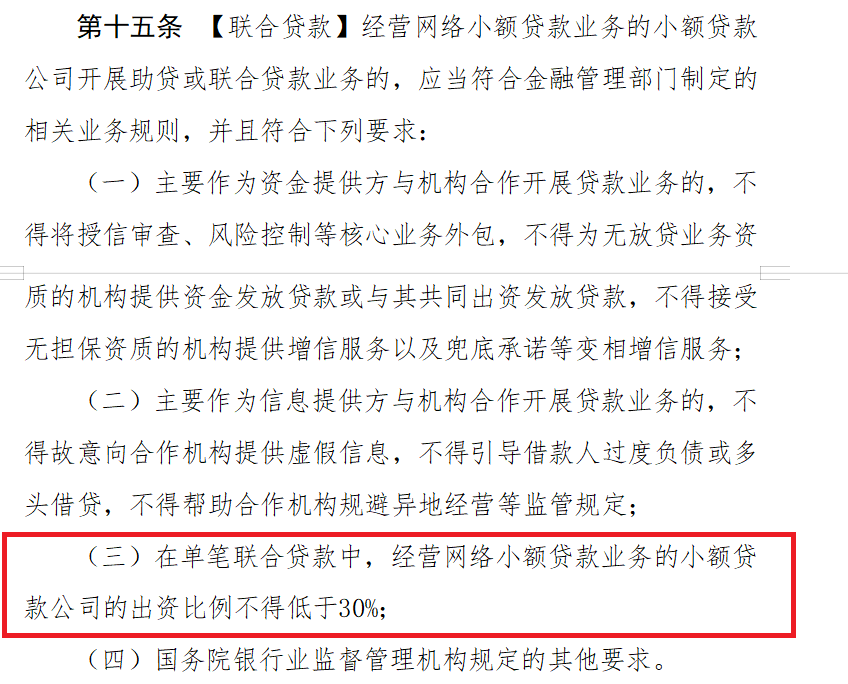 第十五条 【联合贷款】经营网络小额贷款业务的小额贷款
公司开展助贷或联合贷款业务的，应当符合金融管理部门制定的
相关业务规则，并且符合下列要求：
（一）主要作为资金提供方与机构合作开展贷款业务的，不
得将授信审查、风险控制等核心业务外包，不得为无放贷业务资
质的机构提供资金发放贷款或与其共同出资发放贷款，不得接受
无担保资质的机构提供增信服务以及兜底承诺等变相增信服务；
（二）主要作为信息提供方与机构合作开展贷款业务的，不
得故意向合作机构提供虚假信息，不得引导借款人过度负债或多
头借贷，不得帮助合作机构规避异地经营等监管规定；
（三）在单笔联合贷款中，经营网络小额贷款业务的小额贷
款公司的出资比例不得低于30%；
（四）国务院银行业监督管理机构规定的其他要求。